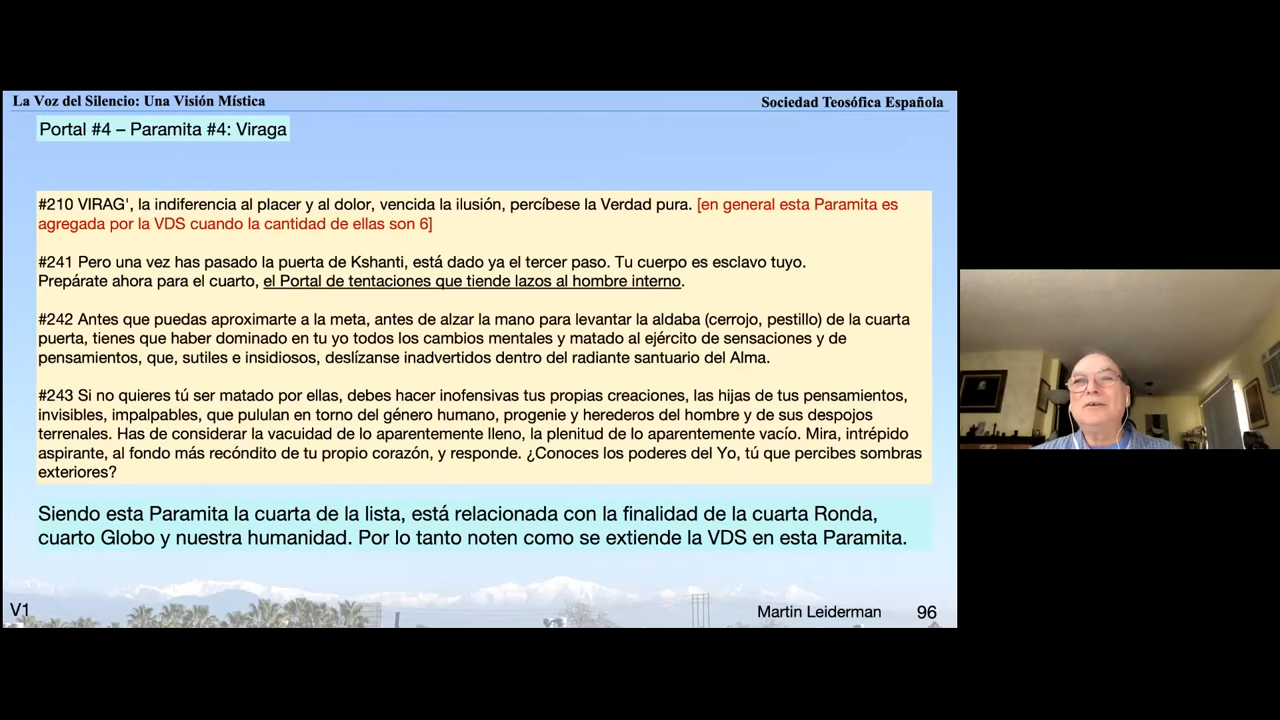 La Voz del Silencio: Una Visión Mística
Sociedad Teosófica Española
Portal #4 – Paramita #4: Viraga
#210 VIRAG', la indiferencia al placer y al dolor, vencida la ilusión, percíbese la Verdad pura. [en general esta Paramita es
agregada por la VDS cuando la cantidad de ellas son 6]
#241 Pero una vez has pasado la puerta de Kshanti, está dado ya el tercer paso. Tu cuerpo es esclavo tuyo.
Prepárate ahora para el cuarto, el Portal de tentaciones que tiende lazos al hombre interno.
#242 Antes que puedas aproximarte a la meta, antes de alzar la mano para levantar la aldaba (cerrojo, pestillo) de la cuarta
puerta, tienes que haber dominado en tu yo todos los cambios mentales y matado al ejército de sensaciones y de
pensamientos, que, sutiles e insidiosos, deslízanse inadvertidos dentro del radiante santuario del Alma.
#243 Si no quieres tú ser matado por ellas, debes hacer inofensivas tus propias creaciones, las hijas de tus pensamientos,
invisibles, impalpables, que pululan en torno del género humano, progenie y herederos del hombre y de sus despojos
terrenales. Has de considerar la vacuidad de lo aparentemente lleno, la plenitud de lo aparentemente vacío. Mira, intrépido
aspirante, al fondo más recóndito de tu propio corazón, y responde. ¿Conoces los poderes del Yo, tú que percibes sombras
exteriores?
Siendo esta Paramita la cuarta de la lista, está relacionada con la finalidad de la cuarta Ronda,
cuarto Globo y nuestra humanidad. Por lo tanto noten como se extiende la VDS en esta Paramita.
V1
Martin Leiderman
96